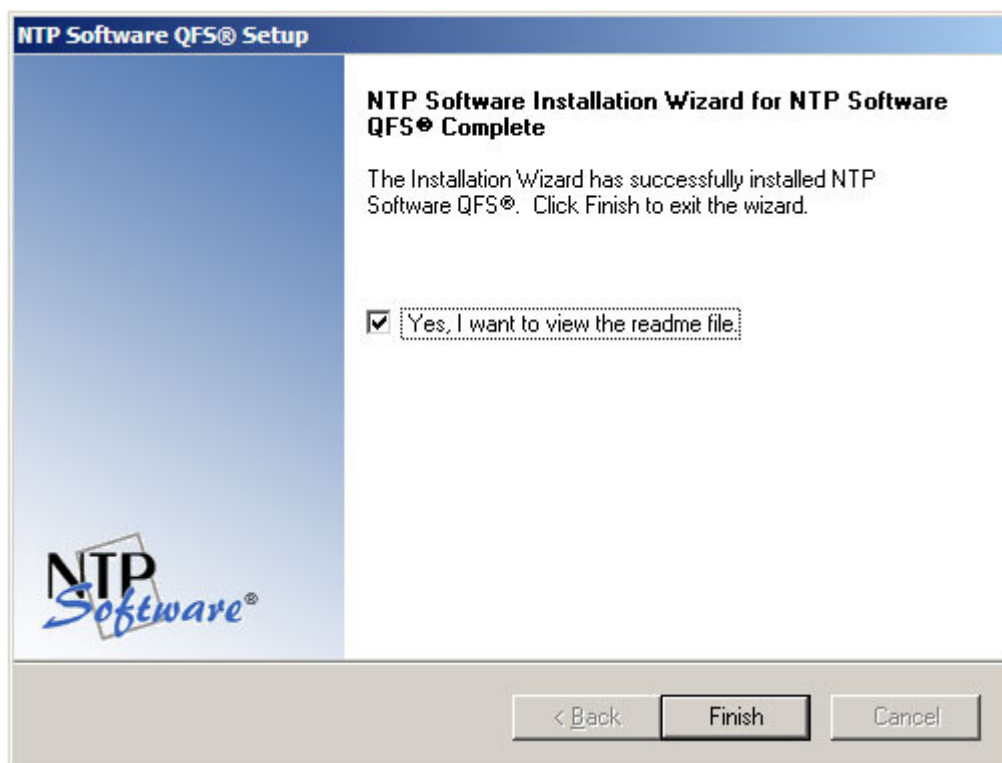 NTP Software QFS® Setup
NTP Software Installation Wizard for NTP Software
QFS® Complete
The Installation Wizard has successfully installed NTP
Software QFS®. Click Finish to exit the wizard.
Yes, I want to view the readme file.
NTP
Software®
< Back
Finish
Cancel